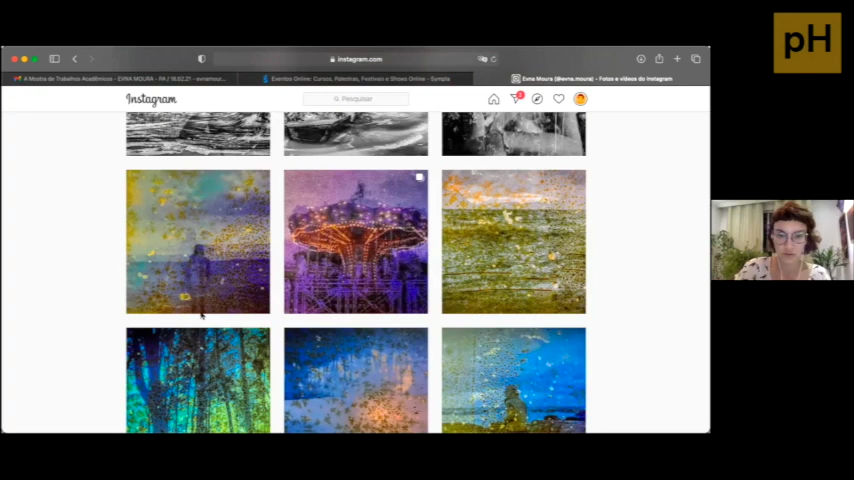 pH
instagram.com
A Mostra de Trabalhos Acadêmicos - EVNA MOURA - PA / 18.02.21 - evnamour...
Eventos Online: Cursos, Palestras, Festivais e Shows Online - Sympla
Evna Moura (@evna.moura) • Fotos e vídeos do Instagram
Instagram
Pesquisar
2